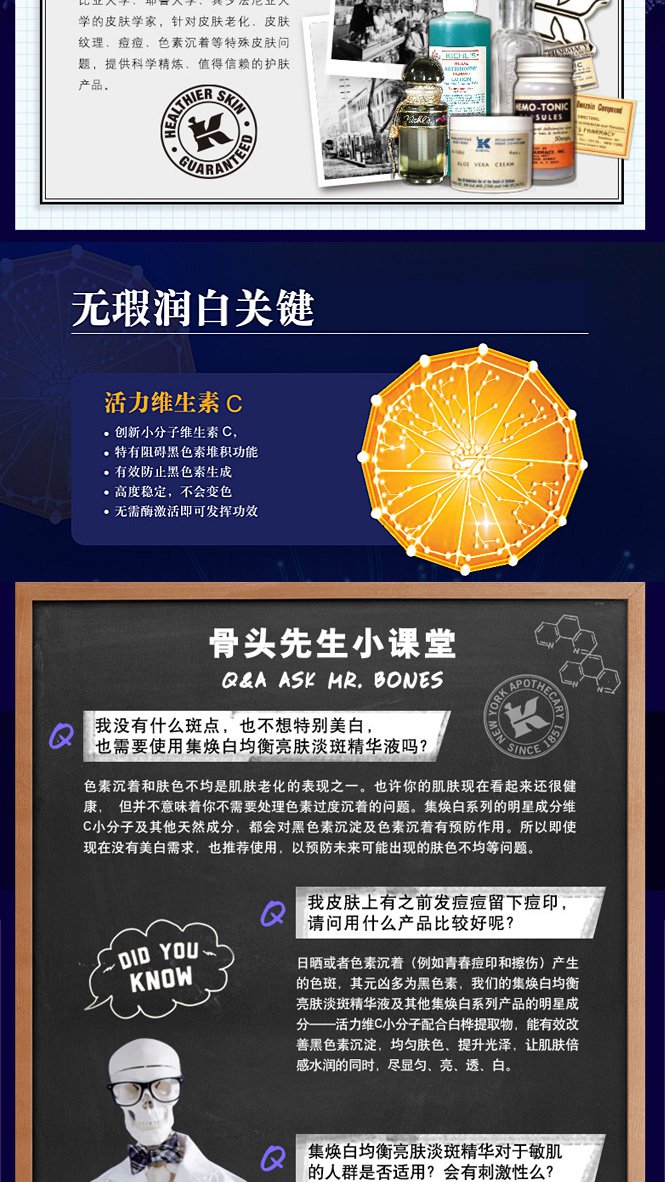 学的皮肤学家，针对皮肤老化、皮肤
纹理、痘痘、色素沉着等特殊皮肤问
题，提供科学精炼、值得信赖的护肤
产品。
HEALTHIER SKIN
K
GUARANTEED
KIEHL'S
LOTION
Kiehl's
ALOE VERA CREAM
HEMO-TONIC
CAPSULES
PHARMACY
Benzoin Compound
无瑕润白关键
活力维生素 C
• 创新小分子维生素 C，
• 特有阻碍黑色素堆积功能
• 有效防止黑色素生成
• 高度稳定，不会变色
• 无需酶激活即可发挥功效
骨头先生小课堂
Q&A ASK MR. BONES
NEW YORK APOTHECARY
K
SINCE 1851
Q
我没有什么斑点，也不想特别美白，
也需要使用集焕白均衡亮肤淡斑精华液吗？
色素沉着和肤色不均是肌肤老化的表现之一。也许你的肌肤现在看起来还很健
康， 但并不意味着你不需要处理色素过度沉着的问题。集焕白系列的明星成分维
C小分子及其他天然成分，都会对黑色素沉淀及色素沉着有预防作用。所以即使
现在没有美白需求，也推荐使用，以预防未来可能出现的肤色不均等问题。
Q
我皮肤上有之前发痘痘留下痘印，
请问用什么产品比较好呢？
日晒或者色素沉着（例如青春痘印和擦伤）产生
的色斑，其元凶多为黑色素，我们的集焕白均衡
亮肤淡斑精华液及其他集焕白系列产品的明星成
分——活力维C小分子配合白桦提取物，能有效改
善黑色素沉淀，均匀肤色、提升光泽，让肌肤倍
感水润的同时，尽显匀、亮、透、白。
DID YOU
KNOW
Q
集焕白均衡亮肤淡斑精华对于敏肌
的人群是否适用？会有刺激性么？